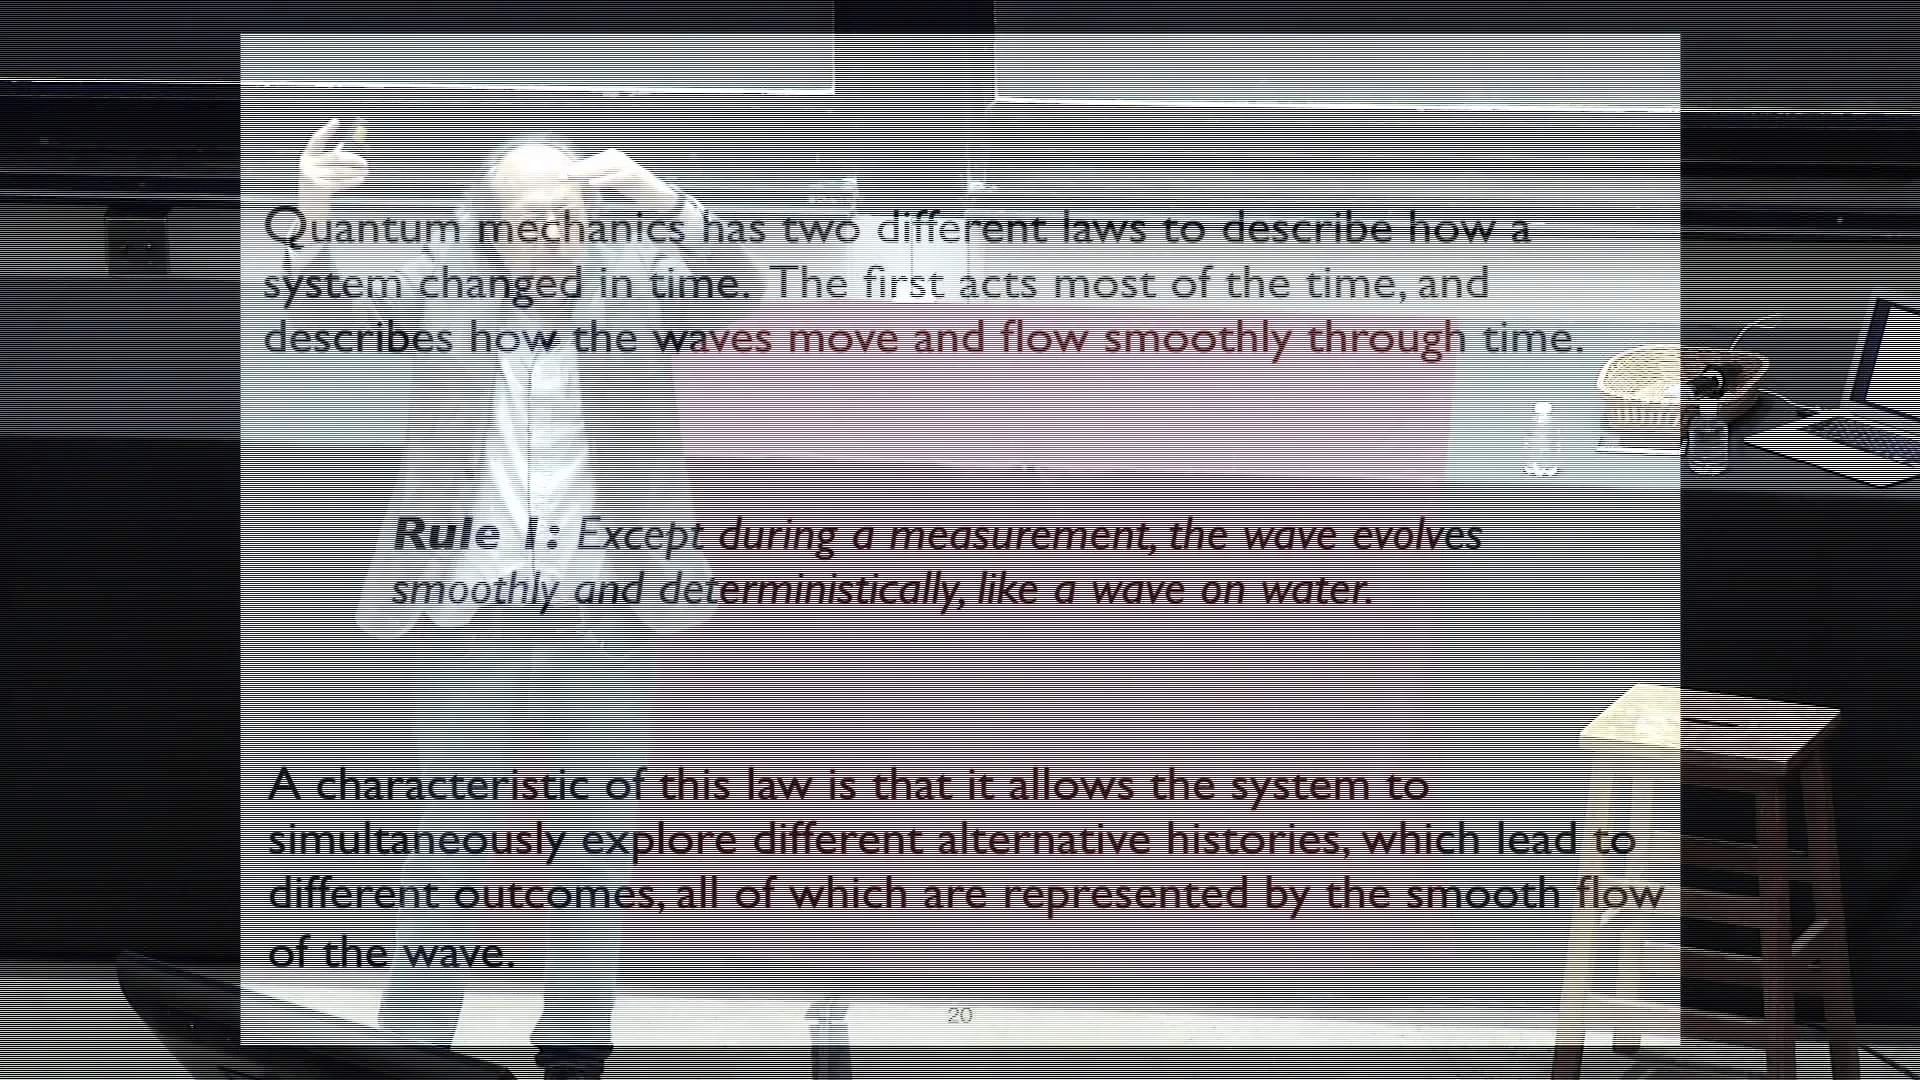 Quantum mechanics has two different laws to describe how a
system changed in time. The first acts most of the time, and
describes how the waves move and flow smoothly through time.
Rule 1: Except during a measurement, the wave evolves
smoothly and deterministically, like a wave on water.
A characteristic of this law is that it allows the system to
simultaneously explore different alternative histories, which lead to
different outcomes, all of which are represented by the smooth flow
of the wave.
20